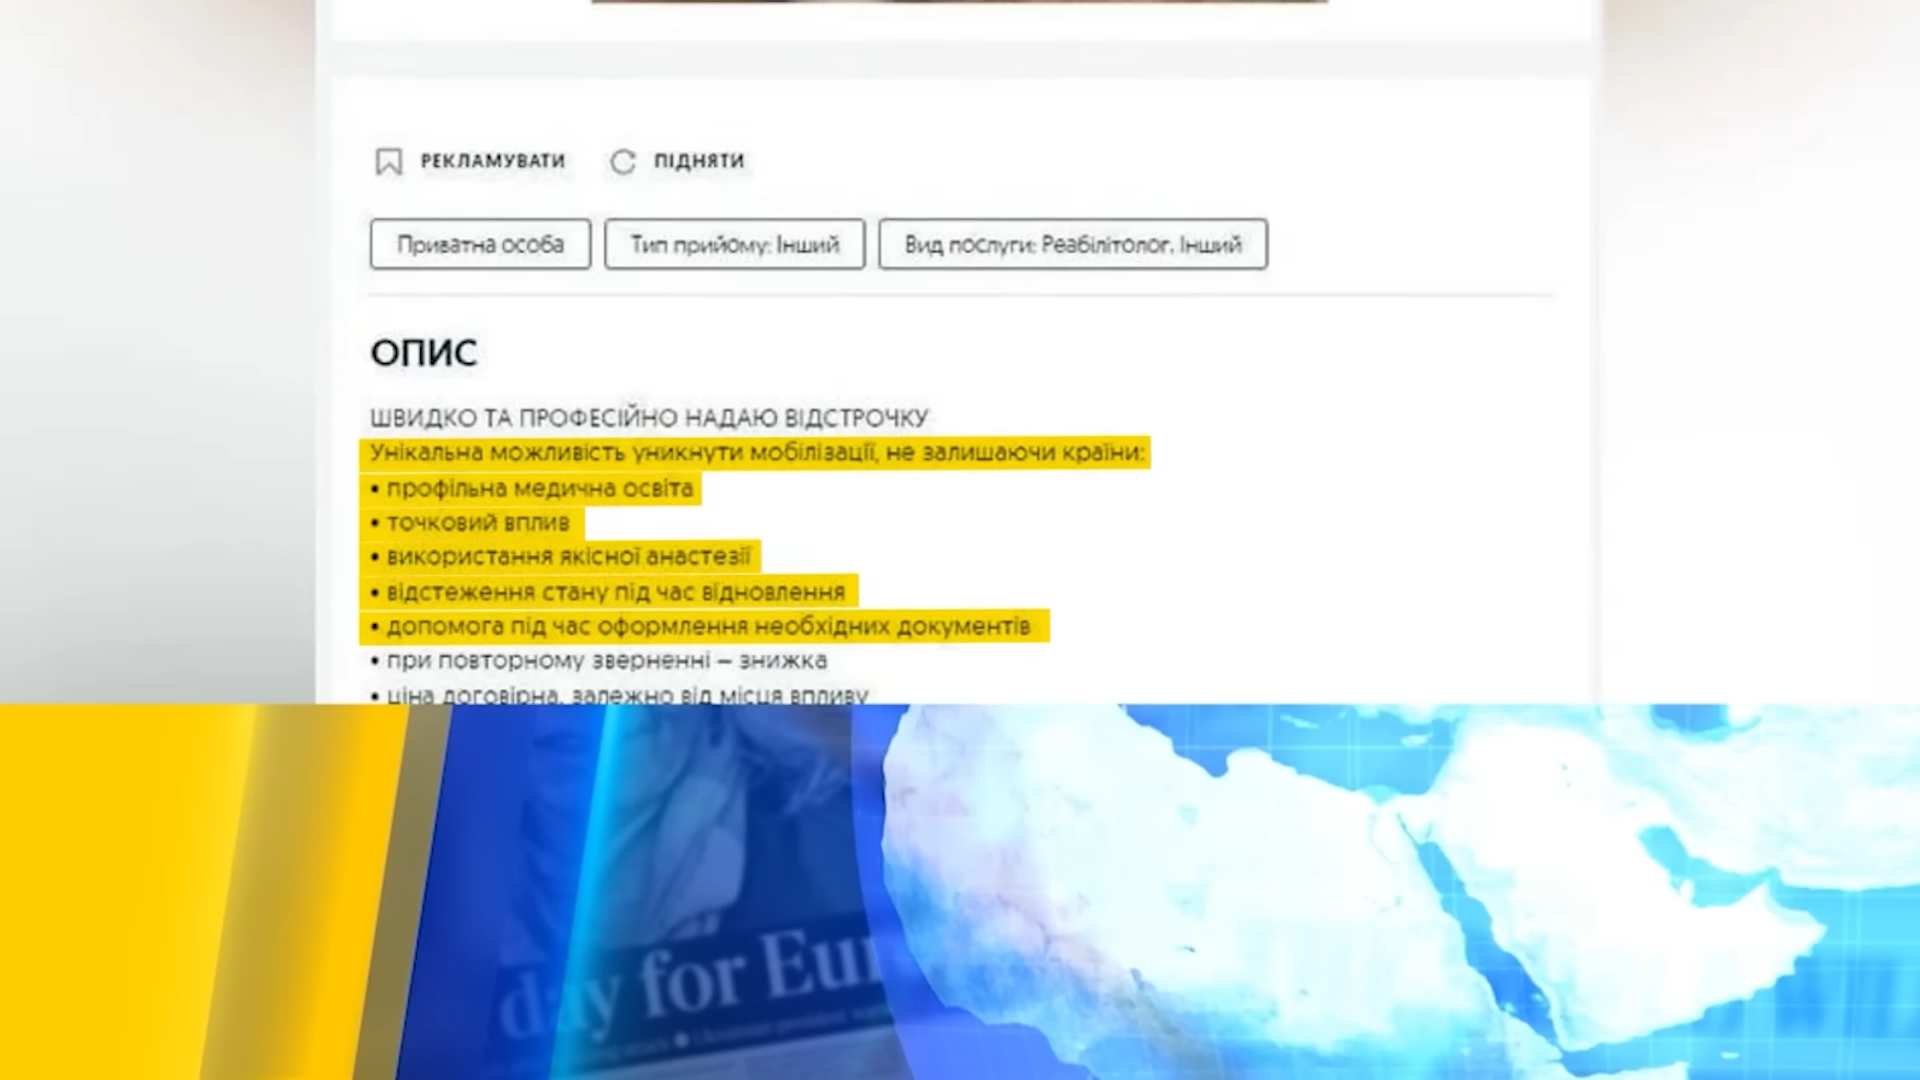 РЕКЛАМУВАТИ ПІДНЯТИ
Приватна особа Тип прийому: Інший Вид послуги: Реабілітолог, Інший
ОПИС
ШВИДКО ТА ПРОФЕСІЙНО НАДАЮ ВІДСТРОЧКУ
Унікальна можливість уникнути мобілізації, не залишаючи країни:
• профільна медична освіта
• точковий вплив
• використання якісної анастезії
• відстеження стану під час відновлення
• допомога під час оформлення необхідних документів
• при повторному зверненні – знижка
• ціна договірна, залежно від місця впливу
day for Eur